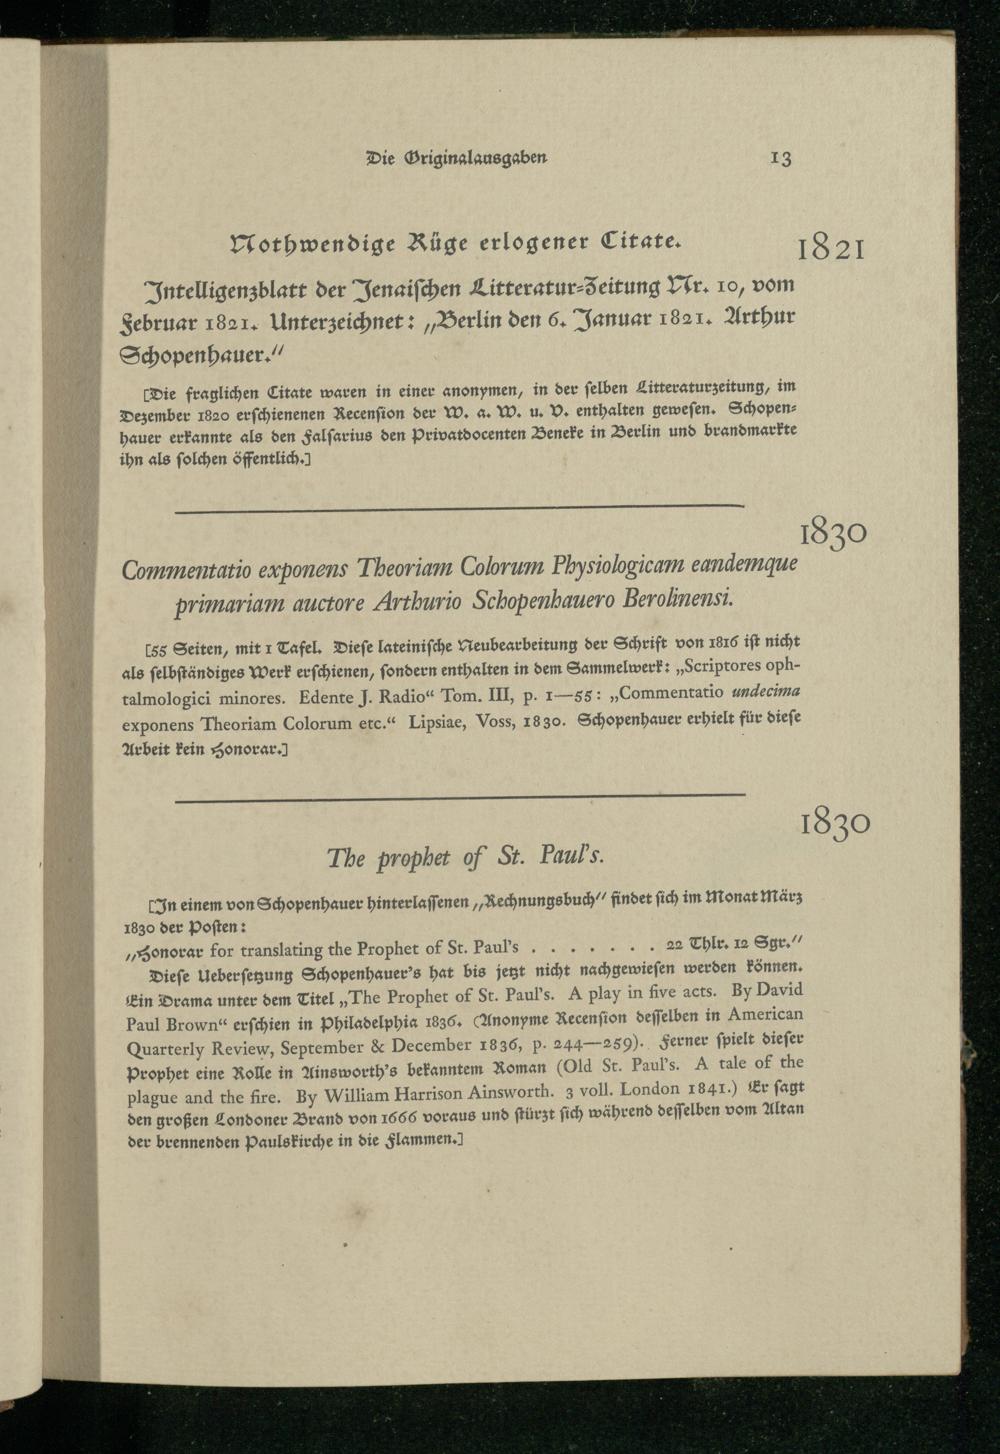 Die Originalausgaben 13
Nothwendige Rüge erlogener Citate. 1821
Intelligenzblatt der Jenaischen Litteratur-Zeitung Nr. 10, vom
Februar 1821. Unterzeichnet: „Berlin den 6. Januar 1821. Arthur
Schopenhauer.“
[Die fraglichen Citate waren in einer anonymen, in der selben Litteraturzeitung, im
Dezember 1820 erschienenen Recension der W. a. W. u. V. enthalten gewesen. Schopen-
hauer erkannte als den Falsarius den Privatdocenten Beneke in Berlin und brandmarkte
ihn als solchen öffentlich.]
1830
Commentatio exponens Theoriam Colorum Physiologicam eandemque
primariam auctore Arthurio Schopenhauero Berolinensi.
[55 Seiten, mit 1 Tafel. Diese lateinische Neubearbeitung der Schrift von 1816 ist nicht
als selbständiges Werk erschienen, sondern enthalten in dem Sammelwerk: „Scriptores oph-
talmologici minores. Edente J. Radio“ Tom. III, p. 1—55: „Commentatio undecima
exponens Theoriam Colorum etc.“ Lipsiae, Voss, 1830. Schopenhauer erhielt für diese
Arbeit kein Honorar.]
1830
The prophet of St. Paul's.
[In einem von Schopenhauer hinterlassenen „Rechnungsbuch“ findet sich im Monat März
1830 der Posten:
„Honorar for translating the Prophet of St. Paul's . . . . . . . 22 Thlr. 12 Sgr.“
Diese Uebersetzung Schopenhauer's hat bis jetzt nicht nachgewiesen werden können.
Ein Drama unter dem Titel „The Prophet of St. Paul's. A play in five acts. By David
Paul Brown“ erschien in Philadelphia 1836. (Anonyme Recension desselben in American
Quarterly Review, September & December 1836, p. 244—259). Ferner spielt dieser
Prophet eine Rolle in Ainsworth's bekanntem Roman (Old St. Paul's. A tale of the
plague and the fire. By William Harrison Ainsworth. 3 voll. London 1841.) Er sagt
den großen Londoner Brand von 1666 voraus und stürzt sich während desselben vom Altan
der brennenden Paulskirche in die Flammen.]